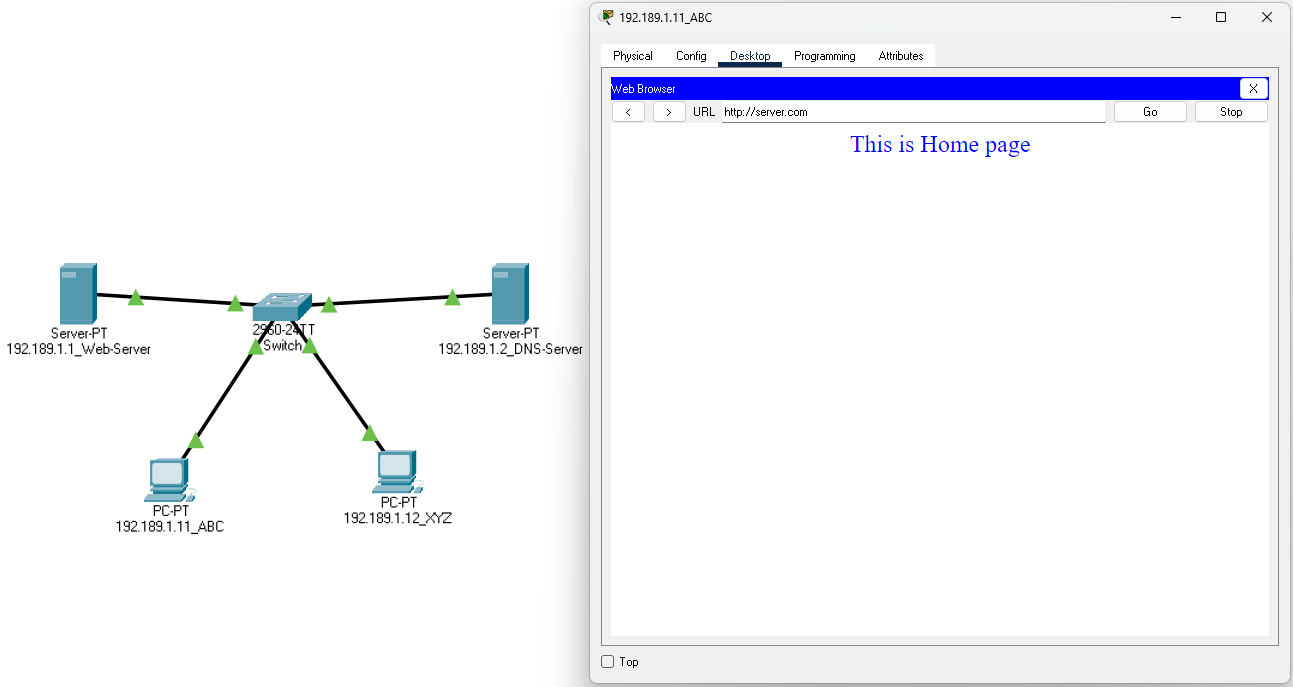 Server-PT
192.189.1.1_Web-Server
2960-24TT
Switch
Server-PT
192.189.1.2_DNS-Server
PC-PT
192.189.1.11_ABC
PC-PT
192.189.1.12_XYZ
192.189.1.11_ABC
Physical Config Desktop Programming Attributes
Web Browser X
< > URL http://server.com Go Stop
This is Home page
Top